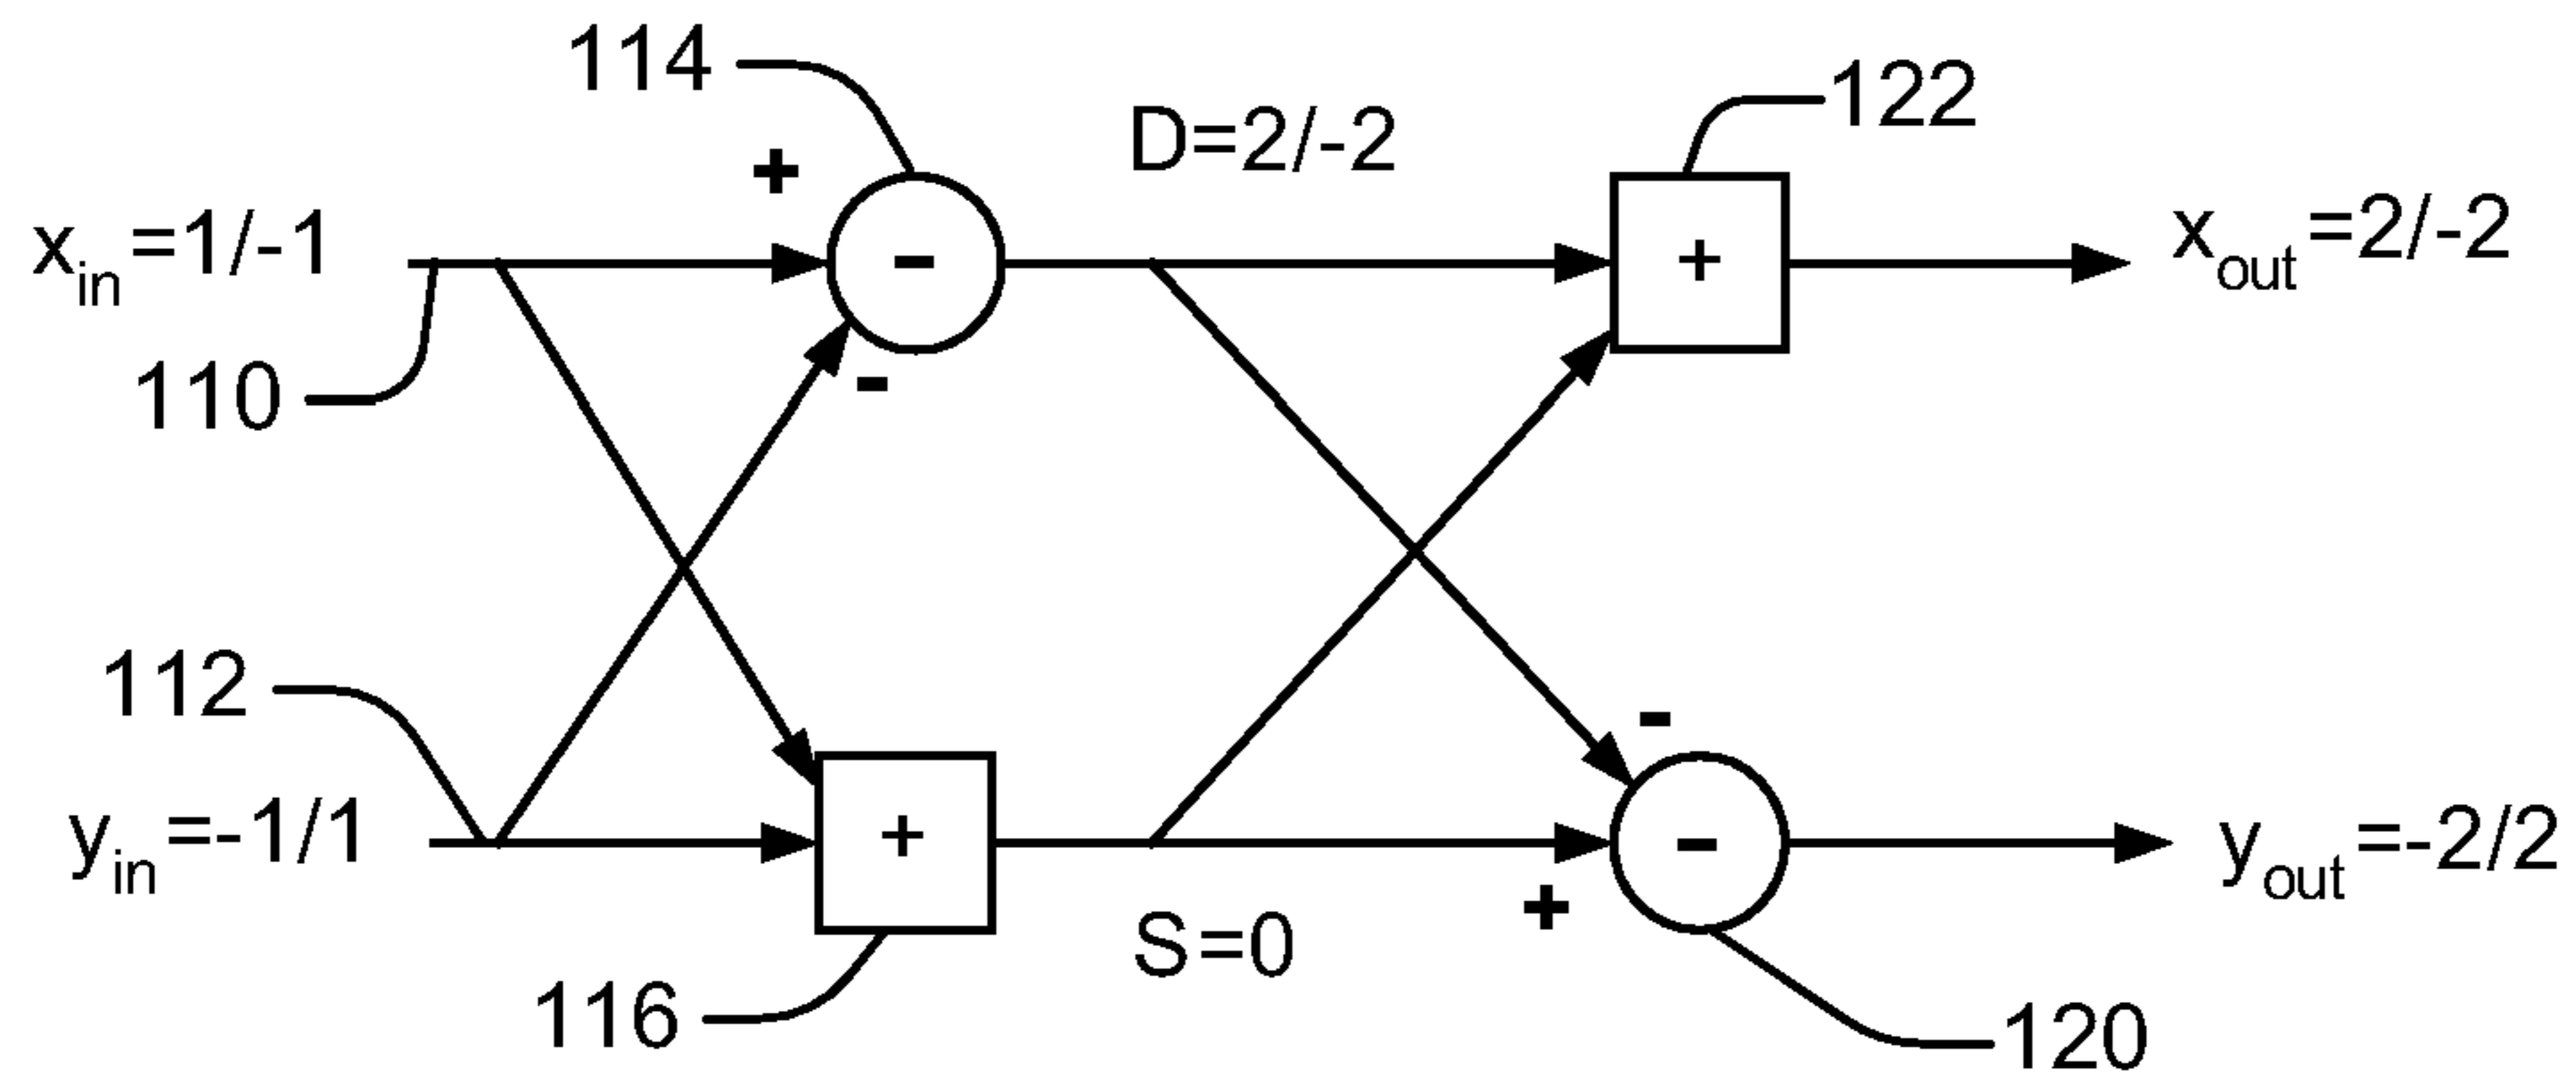 114
122
D=2/-2
+
x_in =1/-1
-
+
x_out =2/-2
110
-
112
-
y_in =-1/1
+
-
y_out =-2/2
+
S=0
116
120